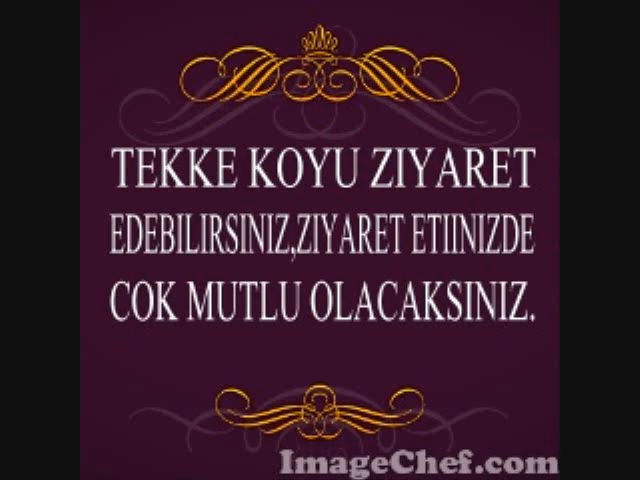 TEKKE KOYU ZIYARET
EDEBILIRSINIZ,ZIYARET ETIINIZDE
COK MUTLU OLACAKSINIZ.
ImageChef.com